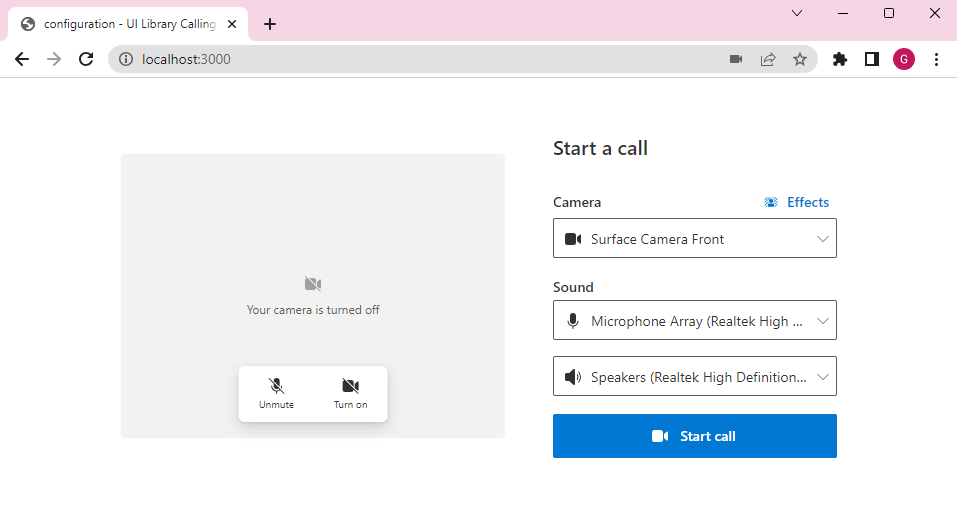 configuration - UI Library Calling
localhost:3000
G
Start a call
Camera
Effects
Surface Camera Front
Your camera is turned off
Sound
Microphone Array (Realtek High ...
Speakers (Realtek High Definition...
Unmute
Turn on
Start call